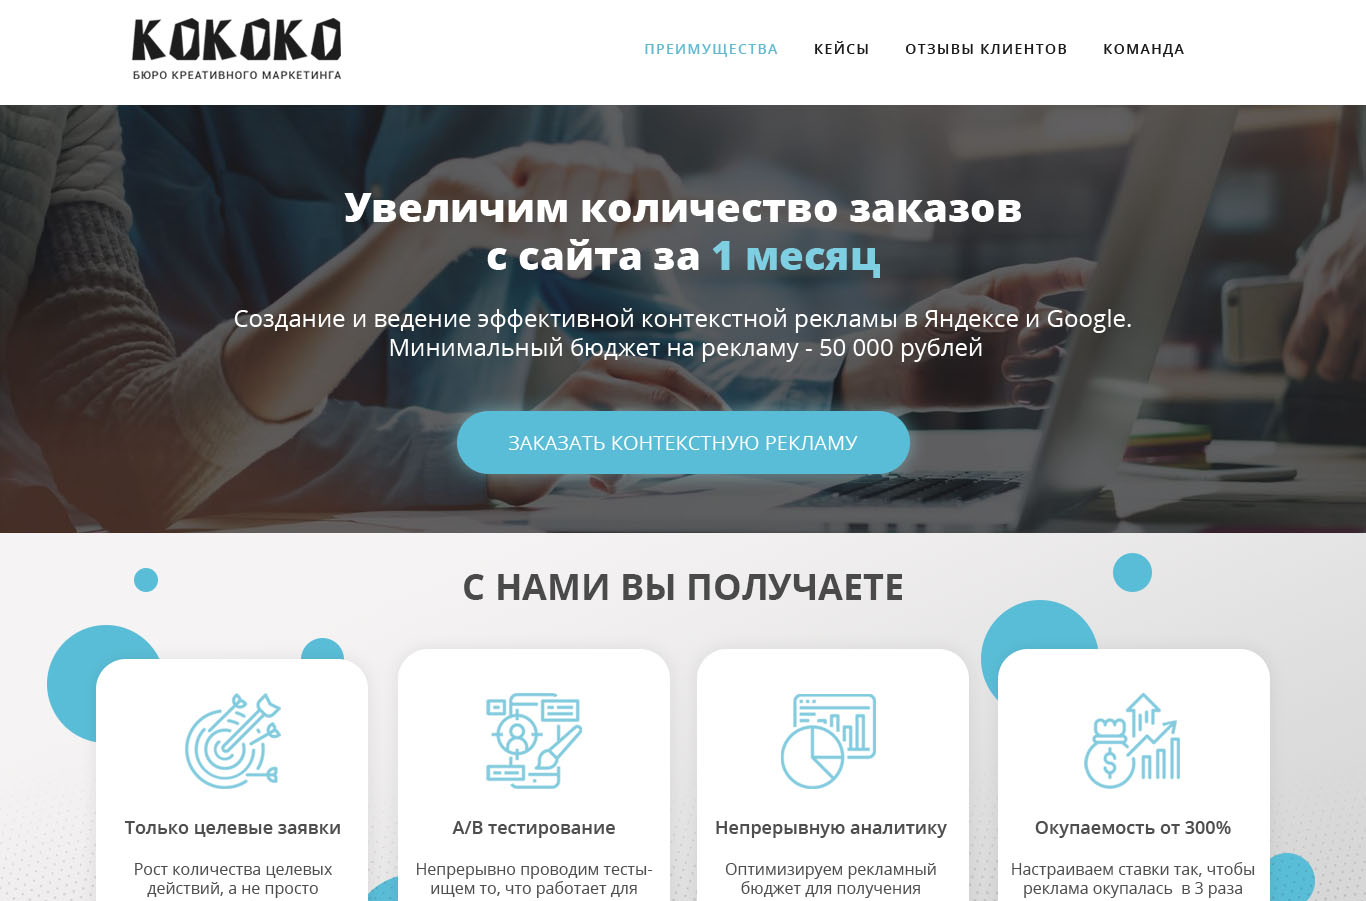 КОКОКО
БЮРО КРЕАТИВНОГО МАРКЕТИНГА
ПРЕИМУЩЕСТВА КЕЙСЫ ОТЗЫВЫ КЛИЕНТОВ КОМАНДА
Увеличим количество заказов
с сайта за 1 месяц
Создание и ведение эффективной контекстной рекламы в Яндексе и Google.
Минимальный бюджет на рекламу - 50 000 рублей
ЗАКАЗАТЬ КОНТЕКСТНУЮ РЕКЛАМУ
С НАМИ ВЫ ПОЛУЧАЕТЕ
Только целевые заявки
Рост количества целевых
действий, а не просто
А/В тестирование
Непрерывно проводим тесты-
ищем то, что работает для
Непрерывную аналитику
Оптимизируем рекламный
бюджет для получения
Окупаемость от 300%
Настраиваем ставки так, чтобы
реклама окупалась в 3 раза